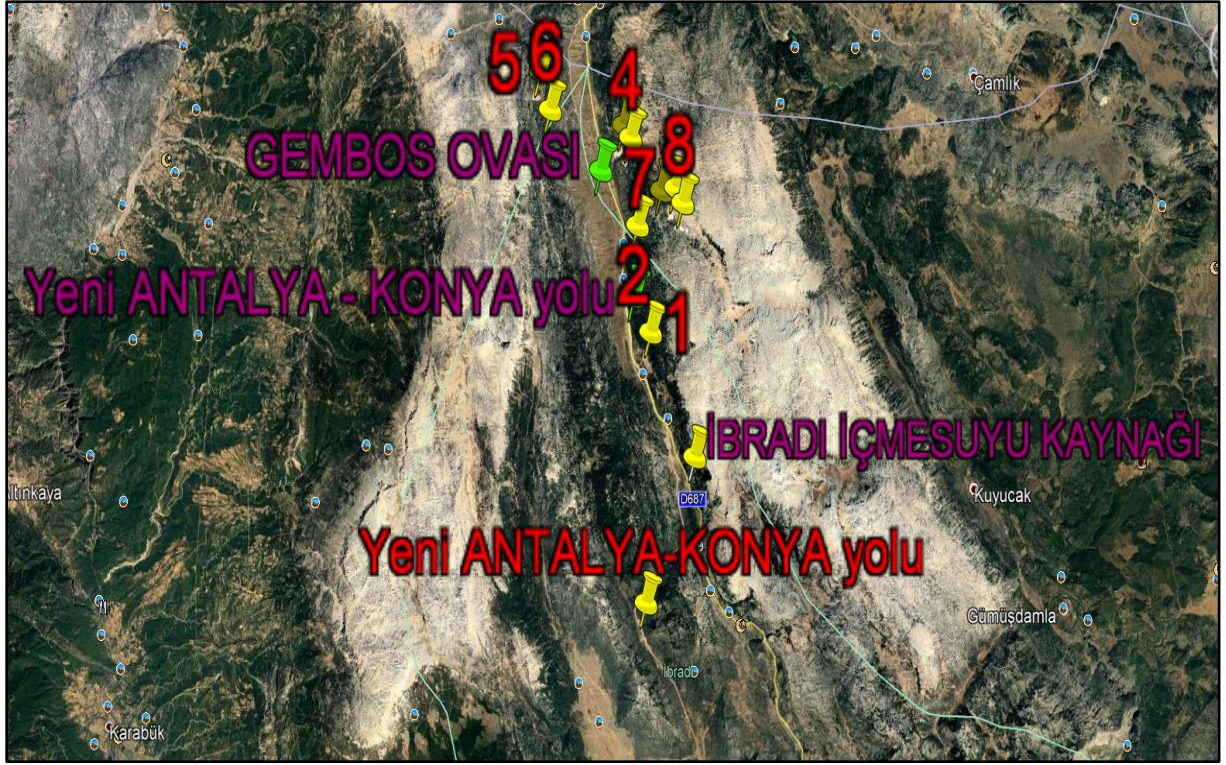 5
6
4
Çamlık
8
GEMBOS OVASI
7
Yeni ANTALYA - KONYA yolu
2
1
İBRADI İÇMESUYU KAYNAĞI
ltınkaya
D687
Kuyucak
Yeni ANTALYA-KONYA yolu
Gümüşdamla
İbradı
Karabük